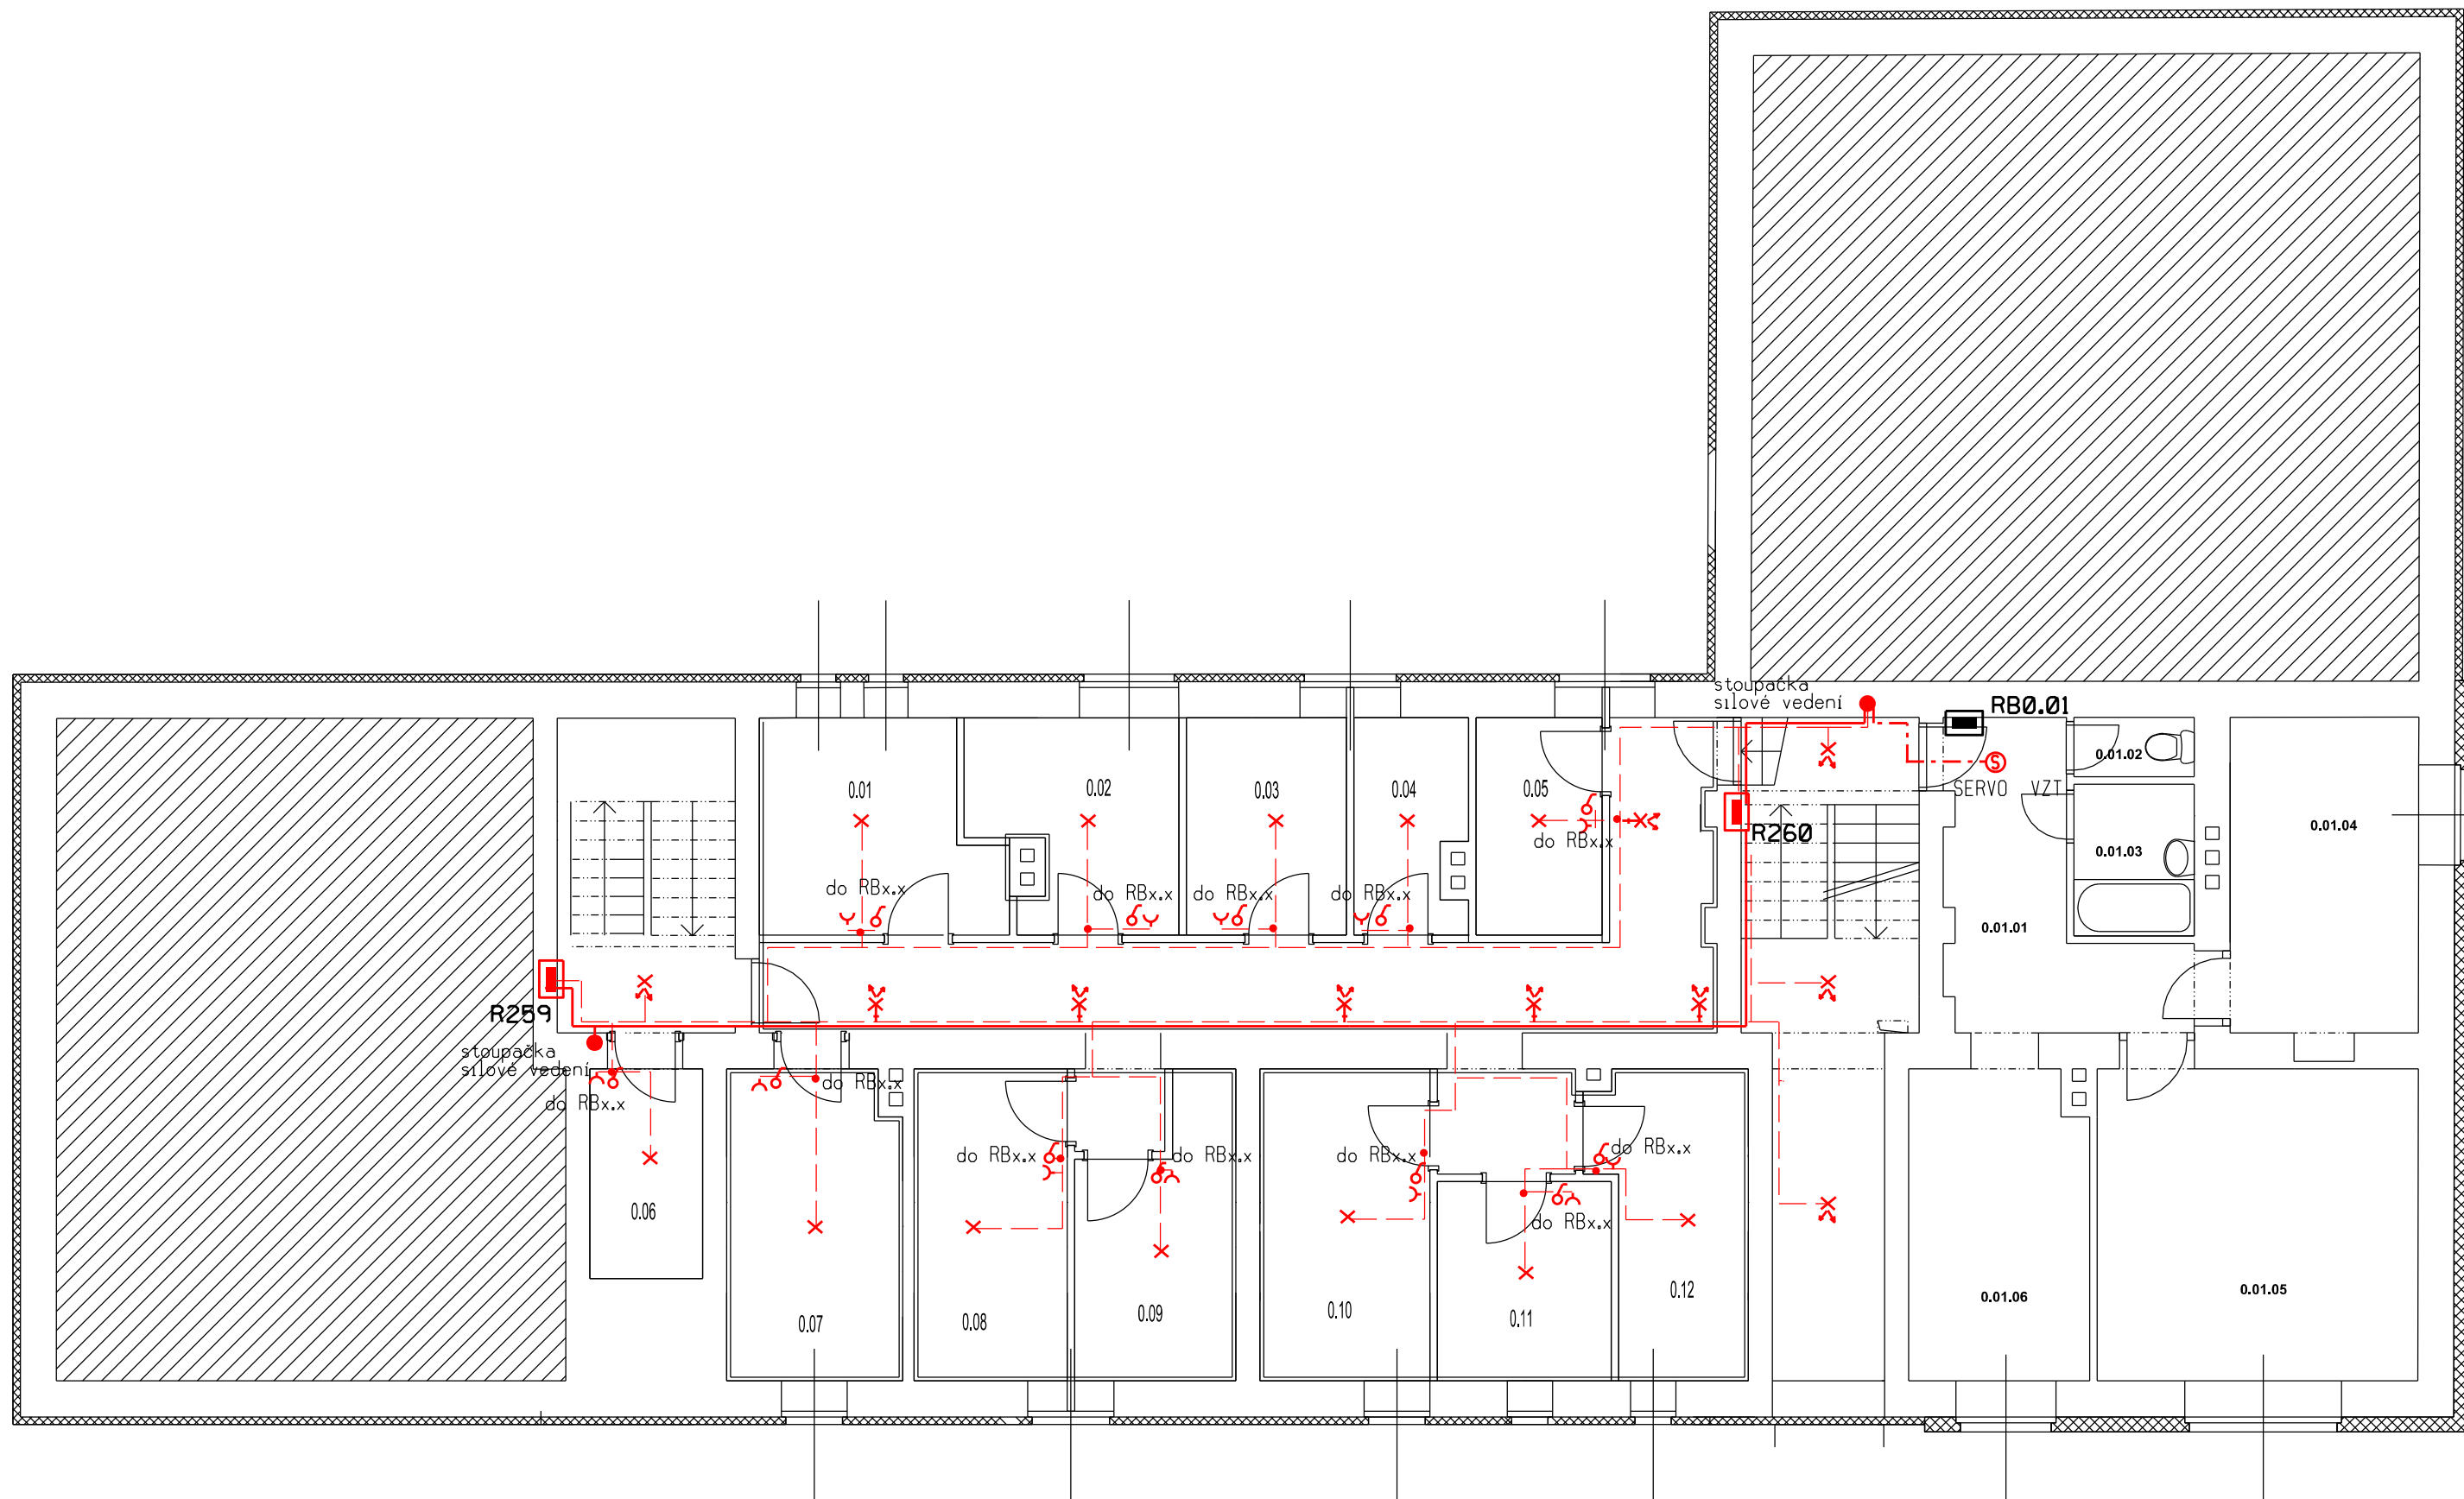 stoupačka
silové vedení
RB0.01
0.01.02
SERVO VZT
0.01
0.02
0.03
0.04
0.05
R260
0.01.04
do RBx.x
0.01.03
do RBx.x
do RBx.x
do RBx.x
do RBx.x
0.01.01
R259
stoupačka
silové vedení
do RBx.x
do RBx.x
do RBx.x
do RBx.x
do RBx.x
do RBx.x
do RBx.x
0.06
0.07
0.08
0.09
0.10
0.11
0.12
0.01.06
0.01.05
S